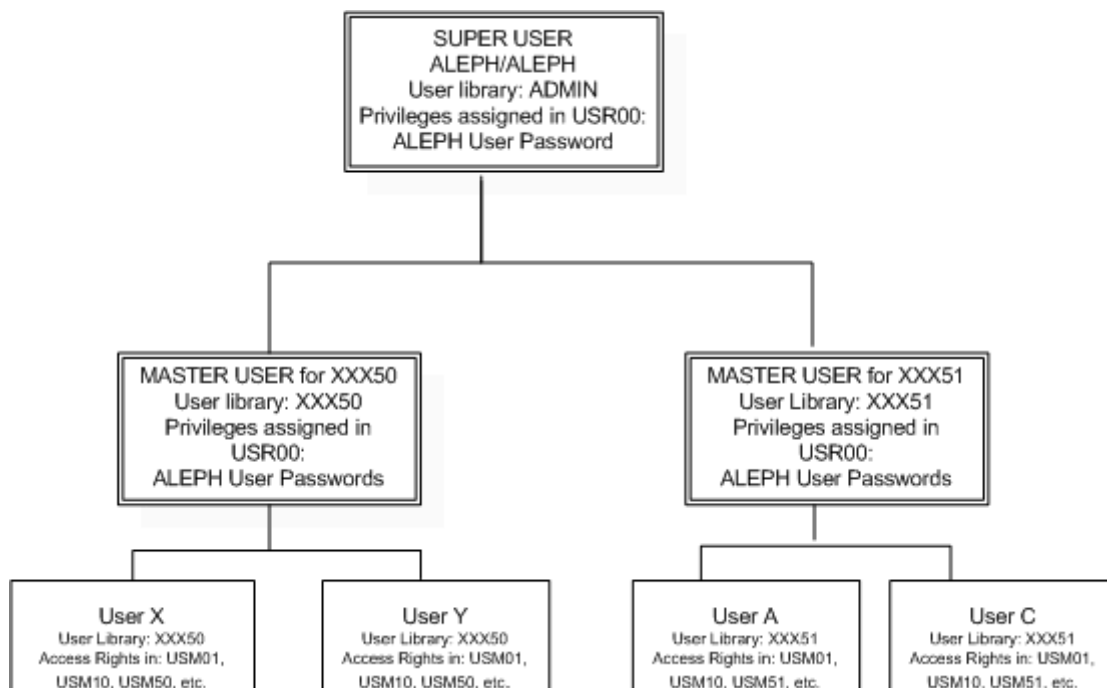 SUPER USER
ALEPH/ALEPH
User library: ADMIN
Privileges assigned in USR00:
ALEPH User Password
MASTER USER for XXX50
User library: XXX50
Privileges assigned in
USR00:
ALEPH User Passwords
MASTER USER for XXX51
User Library: XXX51
Privileges assigned in
USR00:
ALEPH User Passwords
User X
User Library: XXX50
Access Rights in: USM01,
USM10, USM50, etc.
User Y
User Library: XXX50
Access Rights in: USM01,
USM10, USM50, etc.
User A
User Library: XXX51
Access Rights in: USM01,
USM10, USM51, etc.
User C
User Library: XXX51
Access Rights in: USM01,
USM10, USM51, etc.